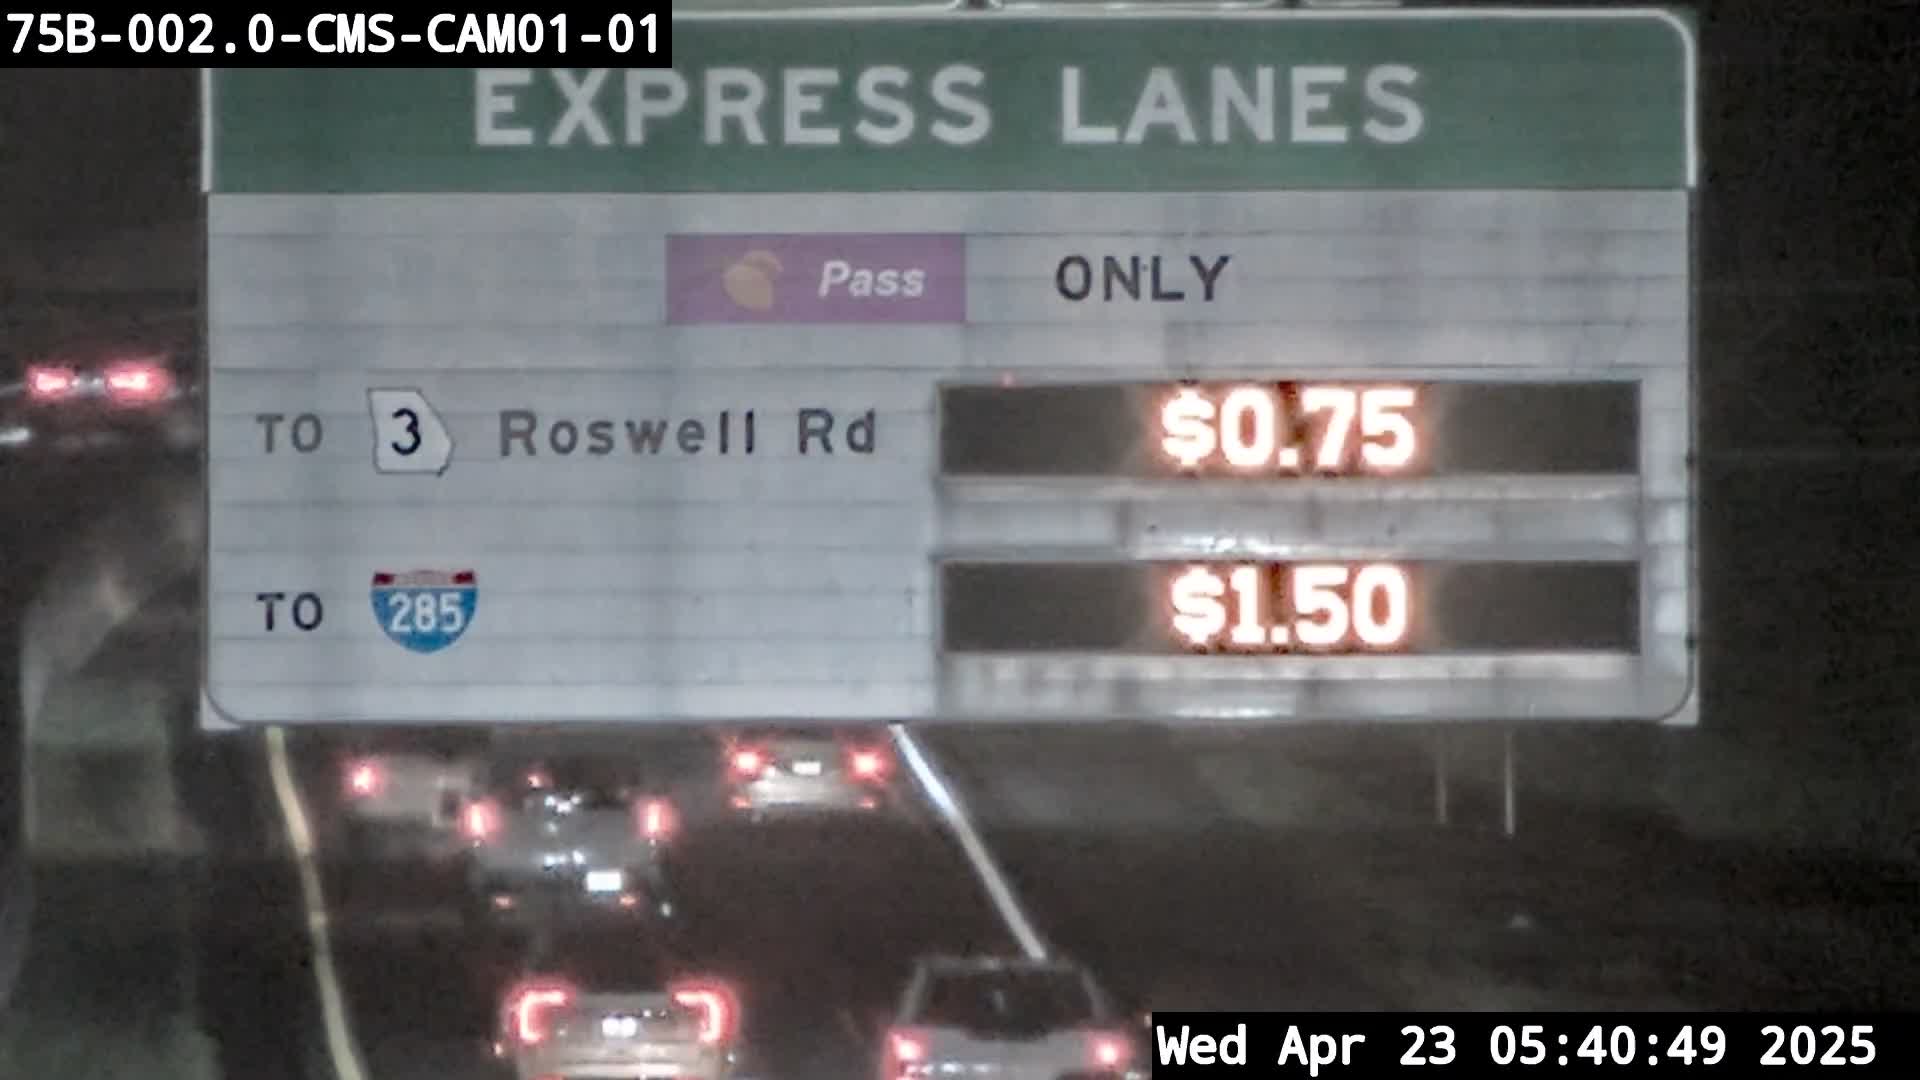 75B-002.0-CMS-CAM01-01
EXPRESS LANES
Pass ONLY
TO 3 Roswell Rd $0.75
TO 285 $1.50
Wed Apr 23 05:40:49 2025